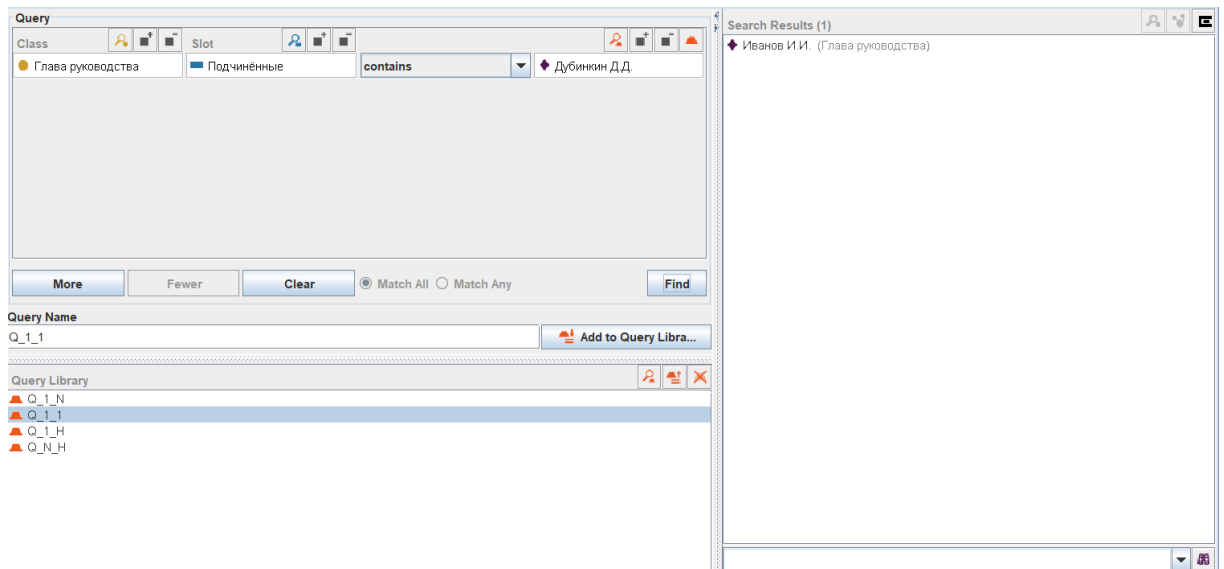 Query
Class
Slot
Глава руководства
Подчинённые
contains
Дубинкин Д.Д.
More
Fewer
Clear
Match All
Match Any
Find
Query Name
Q_1_1
Add to Query Libra...
Query Library
Q_1_N
Q_1_1
Q_1_H
Q_N_H
Search Results (1)
Иванов И.И. (Глава руководства)